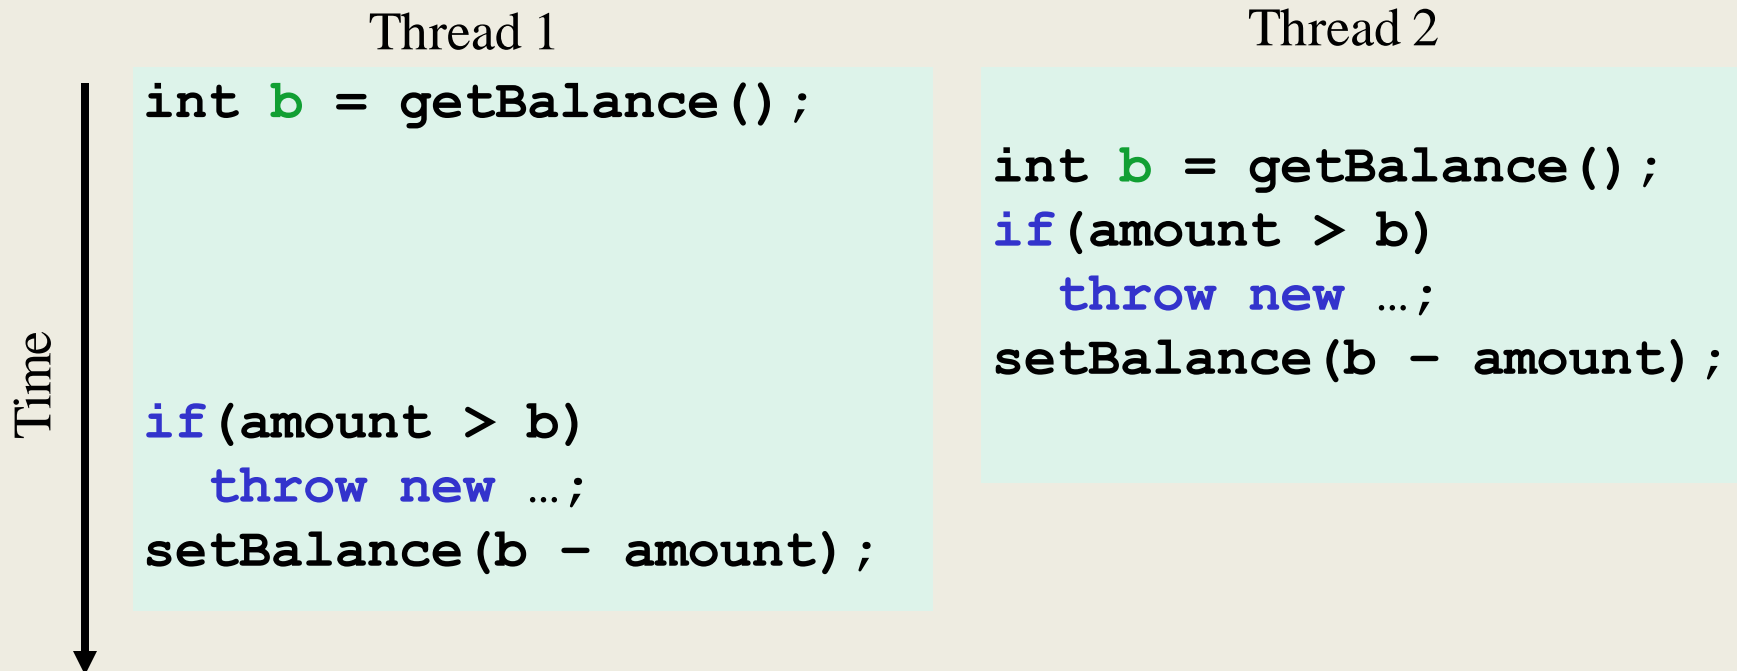 Thread 1
Thread 2
int b = getBalance();
int b = getBalance();
if(amount > b)
throw new …;
setBalance(b – amount);
if(amount > b)
throw new …;
setBalance(b – amount);
Time